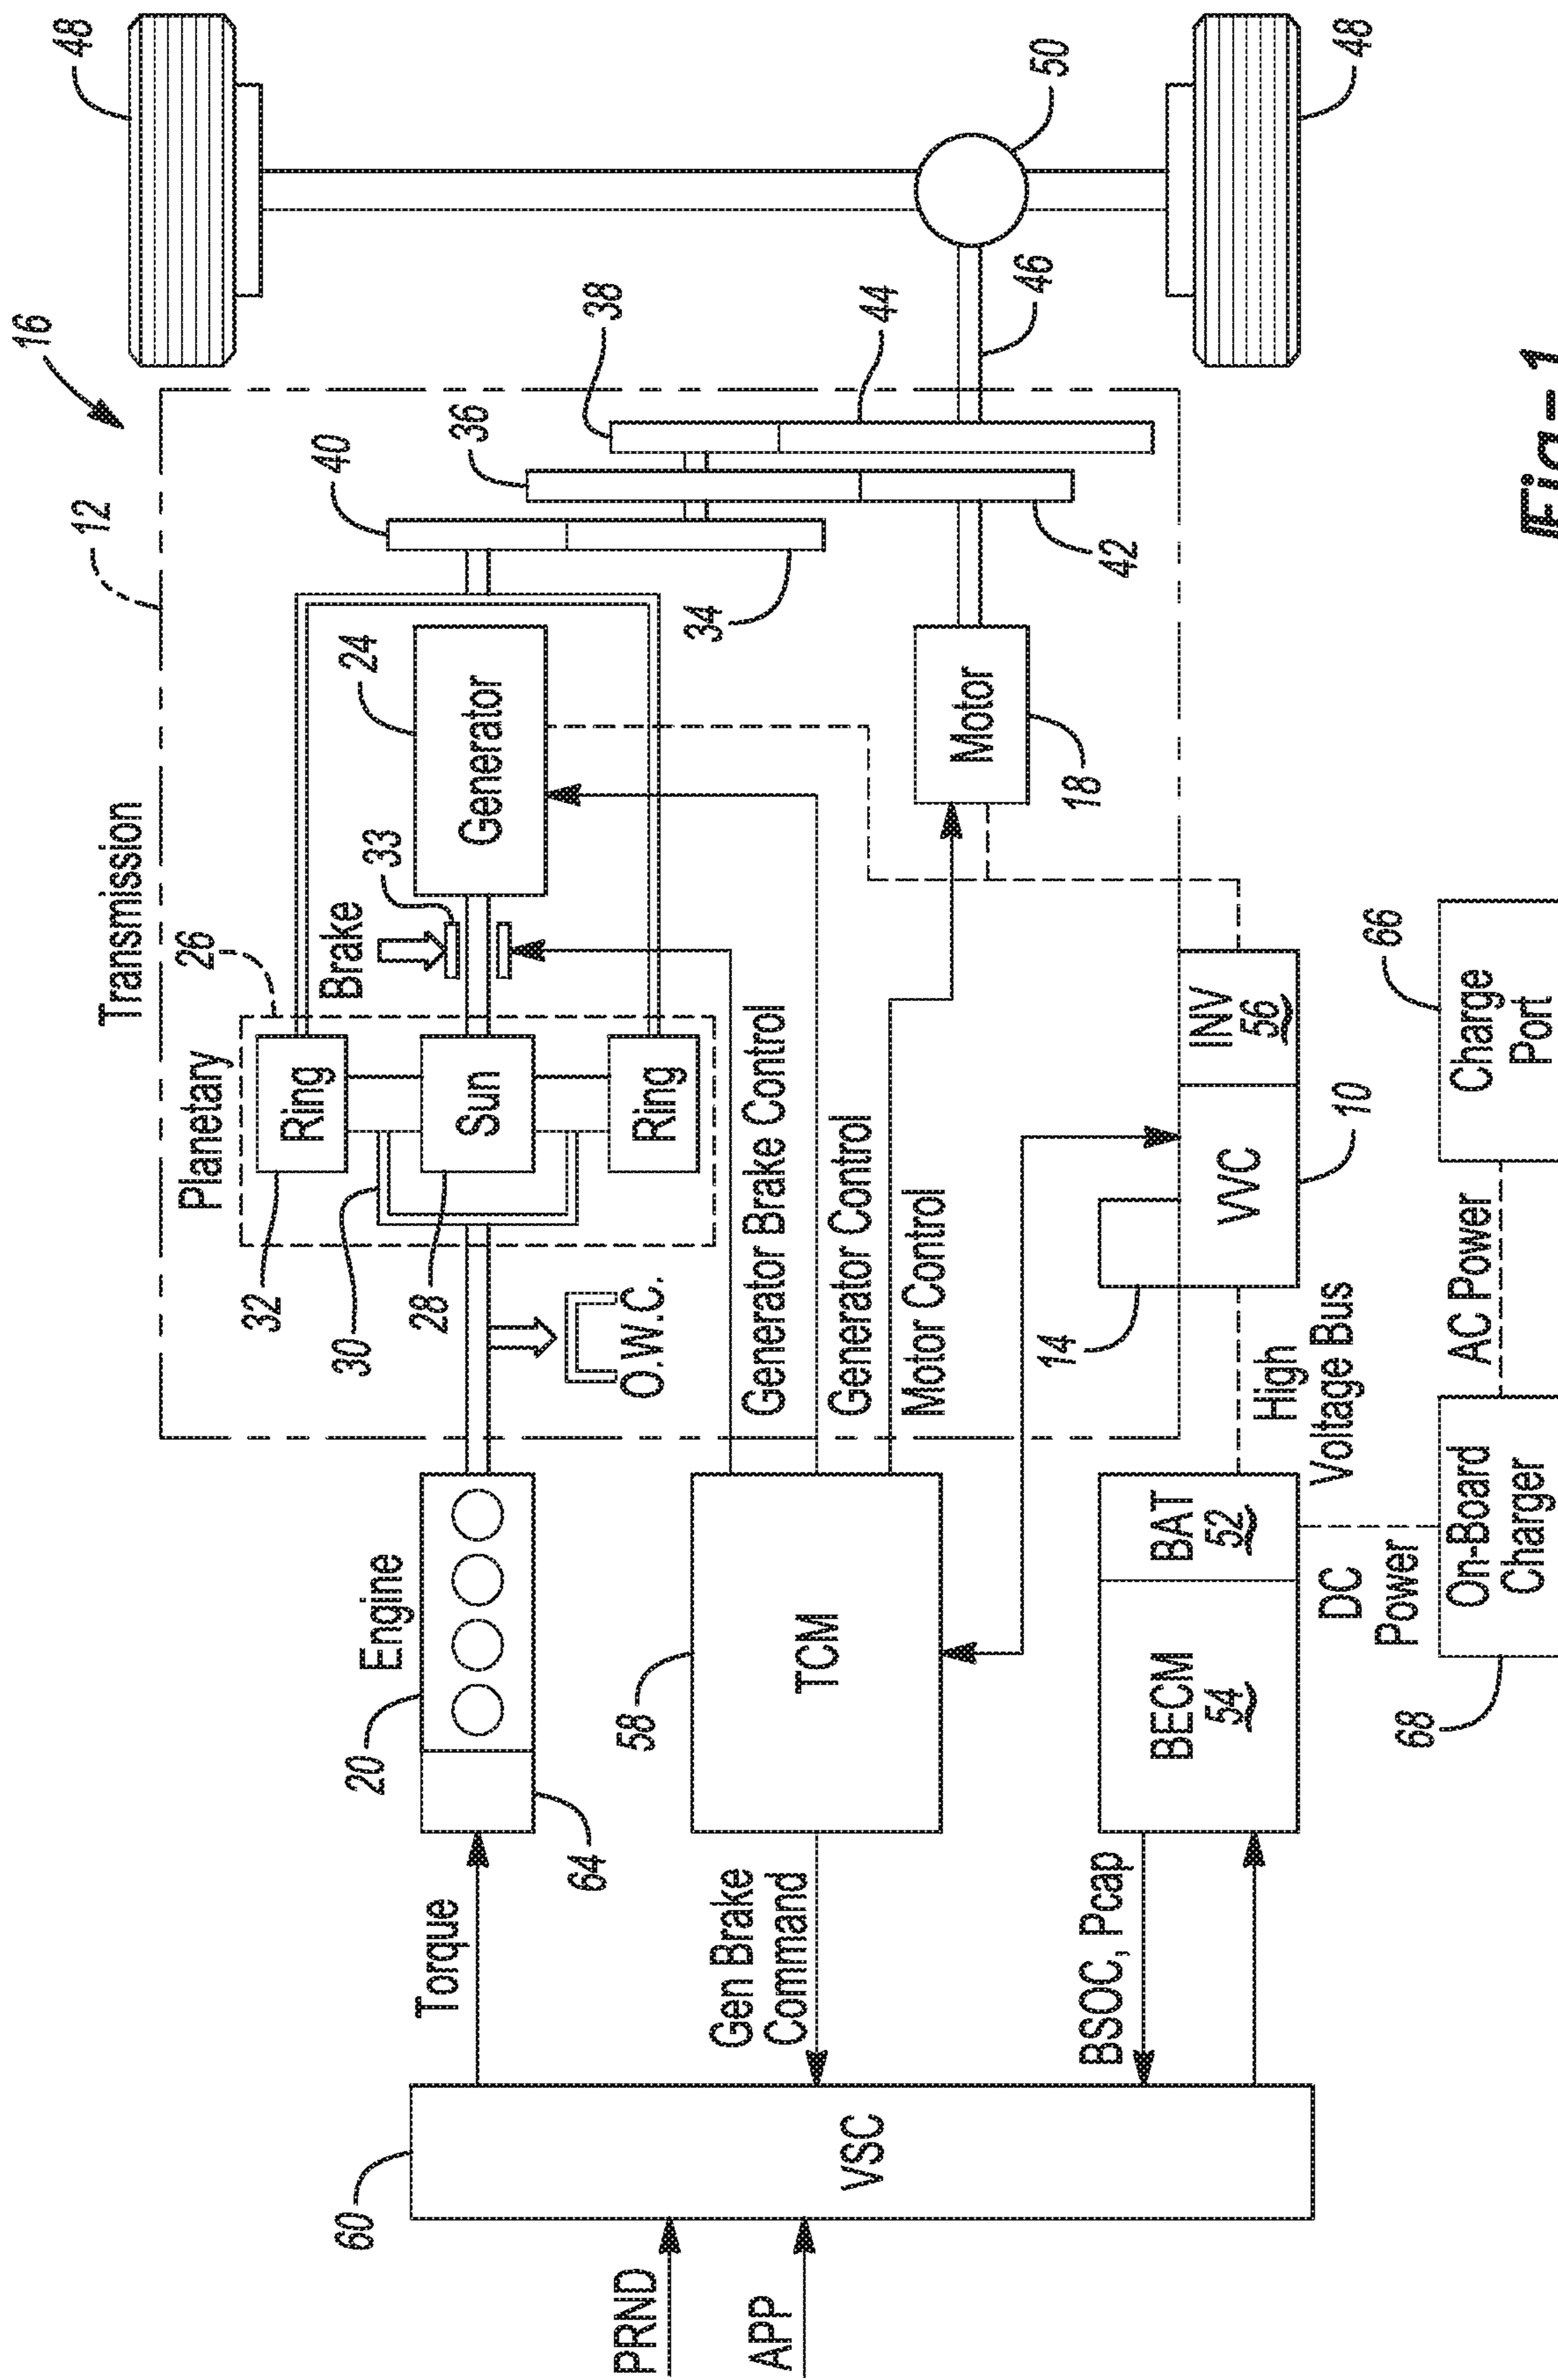 16
48
12
Transmission
26
Planetary
Brake
33
24
40
36
38
32
Ring
Generator
30
Sun
28
Ring
34
44
Engine
20
O.W.C.
46
50
Torque
64
Generator Brake Control
Generator Control
Motor Control
Motor
18
42
PRND
APP
60
VSC
Gen Brake
Command
58
TCM
14
VVC
INV
56
10
48
BSOC, Pcap
BECM
54
BAT
52
High
Voltage Bus
DC
Power
AC Power
66
Charge
Port
68
On-Board
Charger
Fig-1